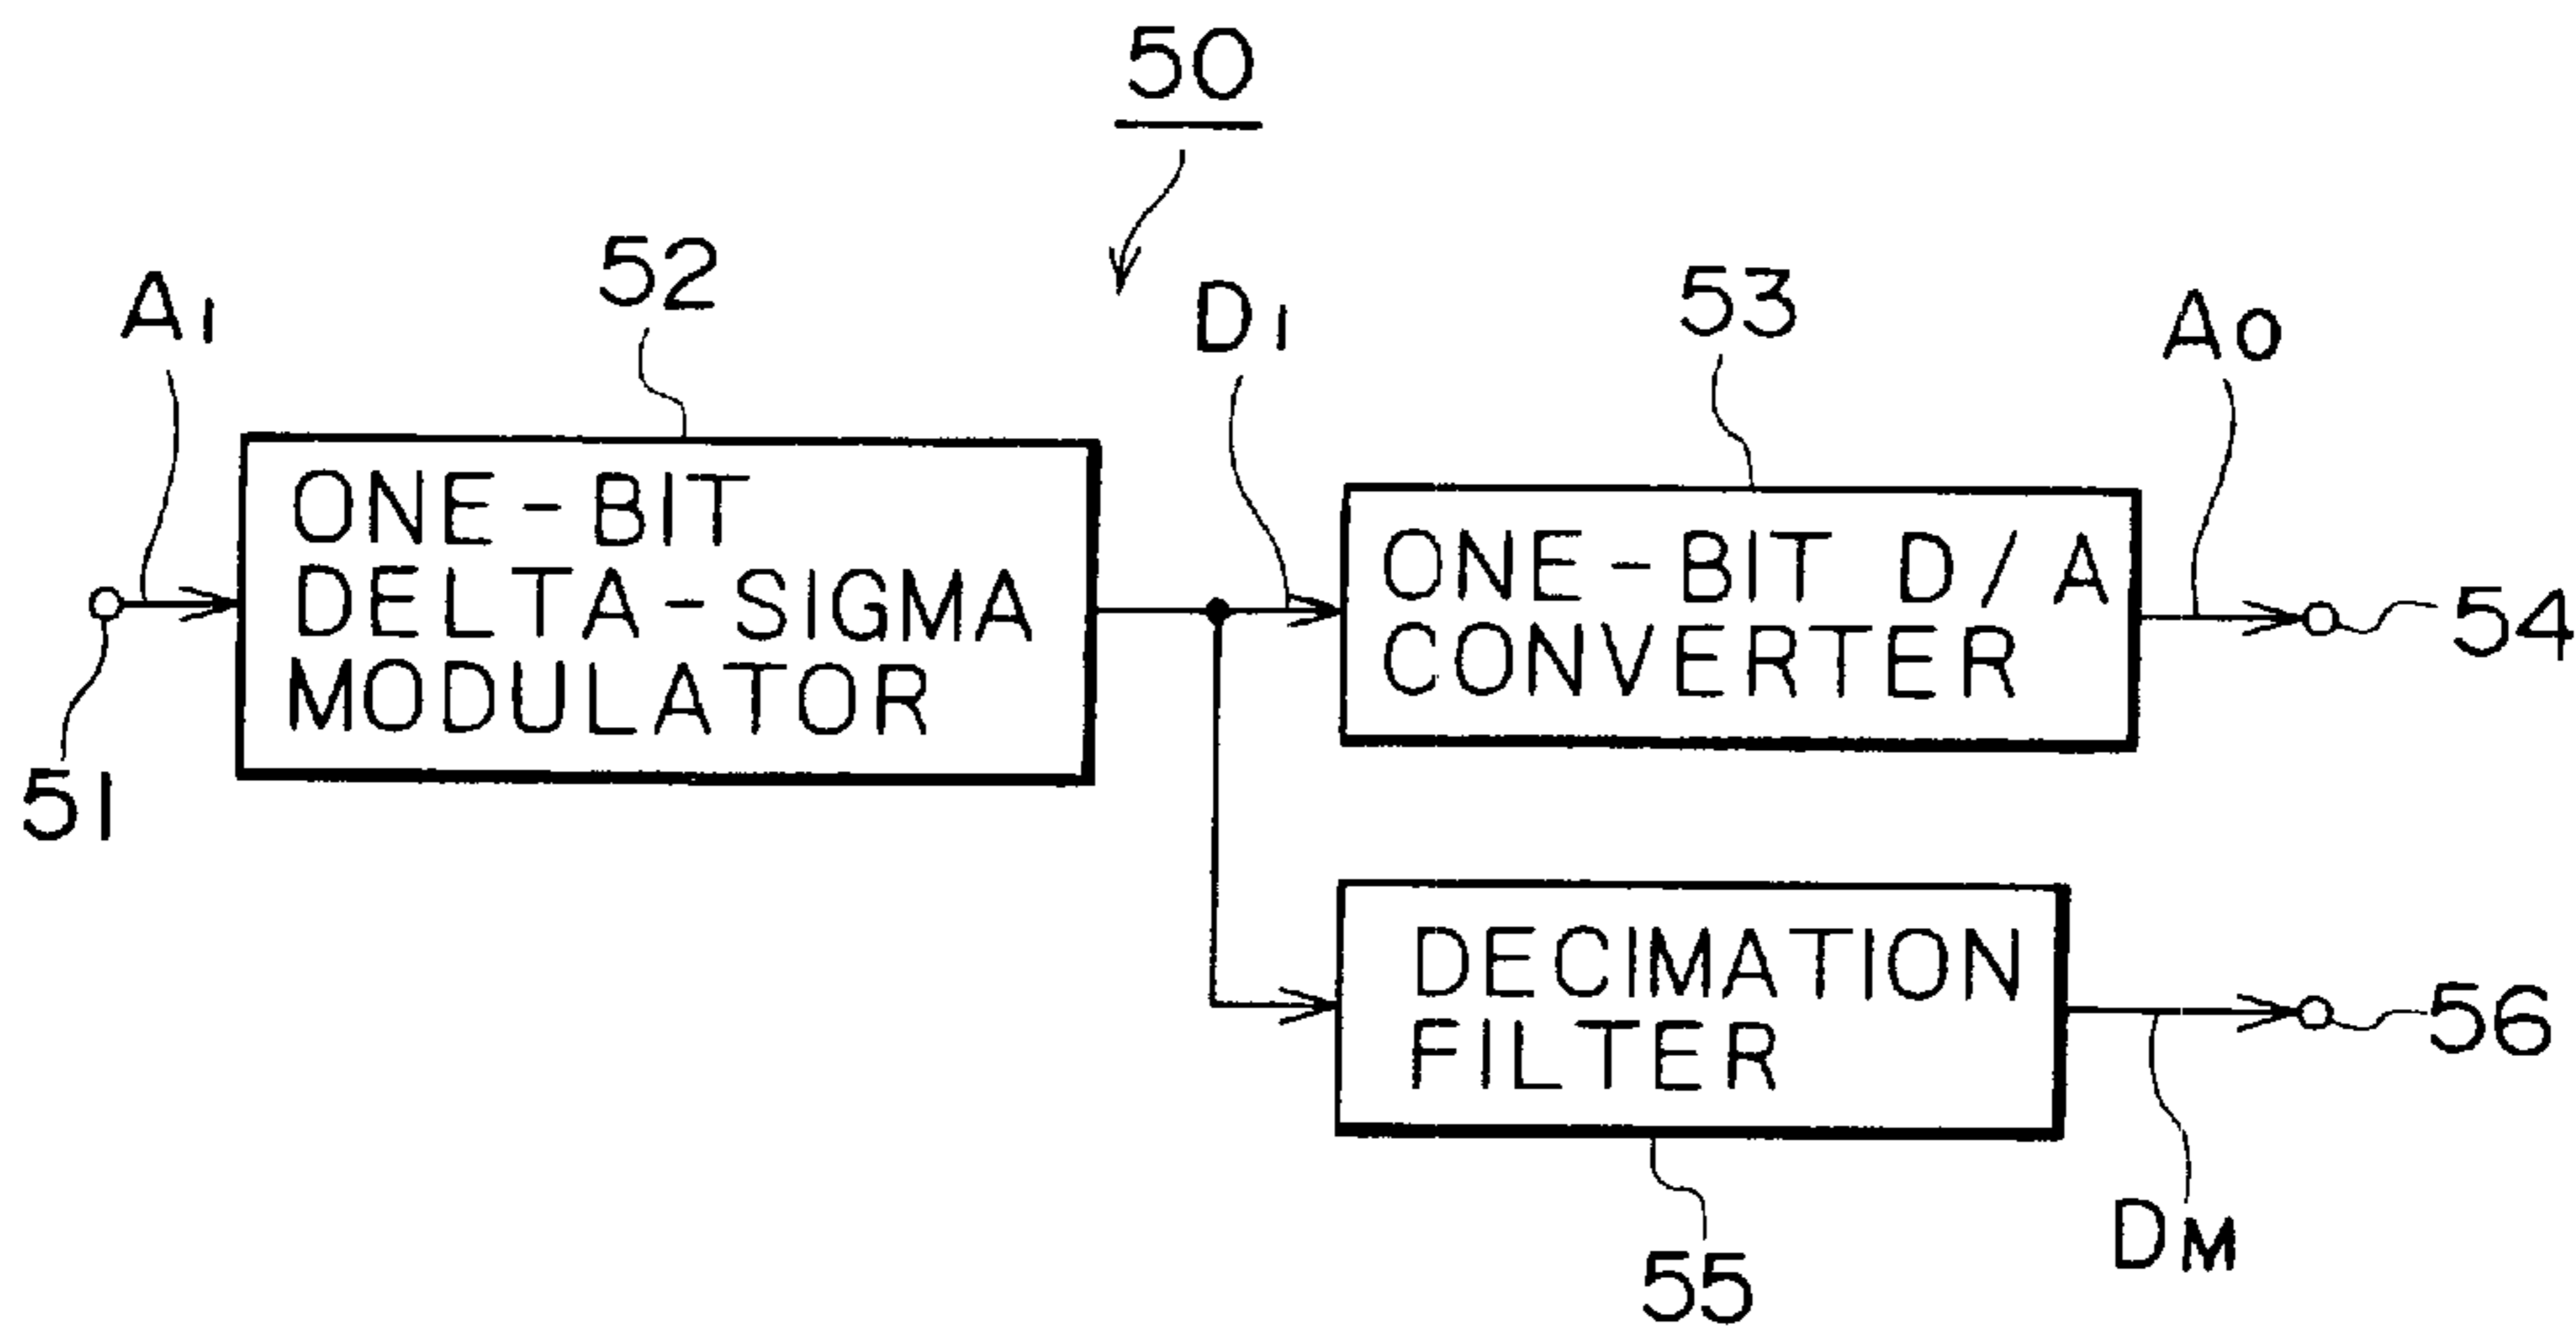 50
52
A1
D1
53
AO
ONE-BIT
DELTA-SIGMA
MODULATOR
ONE-BIT D/A
CONVERTER
54
51
DECIMATION
FILTER
56
DM
55